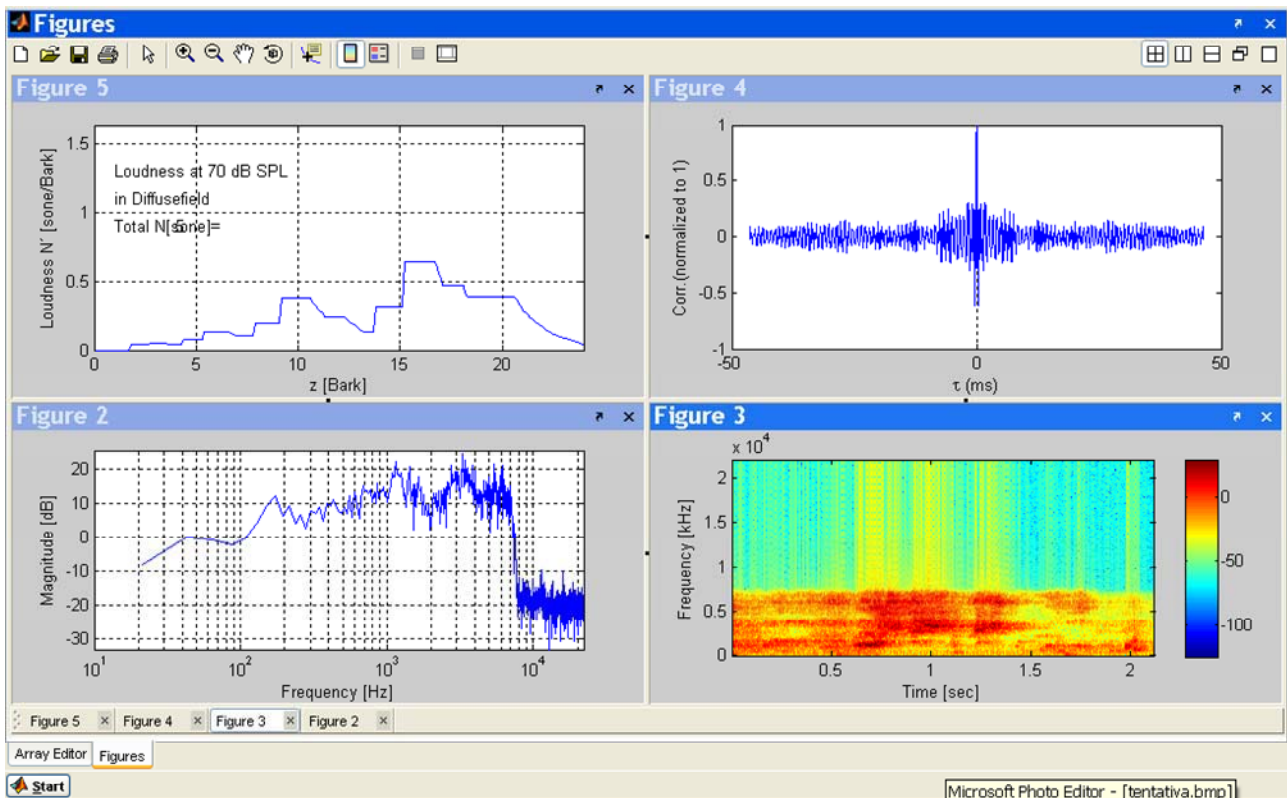 Figures
Figure 5
1.5
1
0.5
0
Loudness N' [sone/Bark]
Loudness at 70 dB SPL
in Diffusefield
Total N[sone]=
5
0 5 10 15 20
z [Bark]
Figure 4
1
0.5
0
-0.5
-1
Corr.(normalized to 1)
-50 0 50
τ (ms)
Figure 2
20
10
0
-10
-20
-30
Magnitude [dB]
10^1 10^2 10^3 10^4
Frequency [Hz]
Figure 3
x 10^4
2
1.5
1
0.5
0
Frequency [kHz]
0.5 1 1.5 2
Time [sec]
0
-50
-100
Figure 5 Figure 4 Figure 3 Figure 2
Array Editor Figures
Start
Microsoft Photo Editor - [tentativa.bmp]